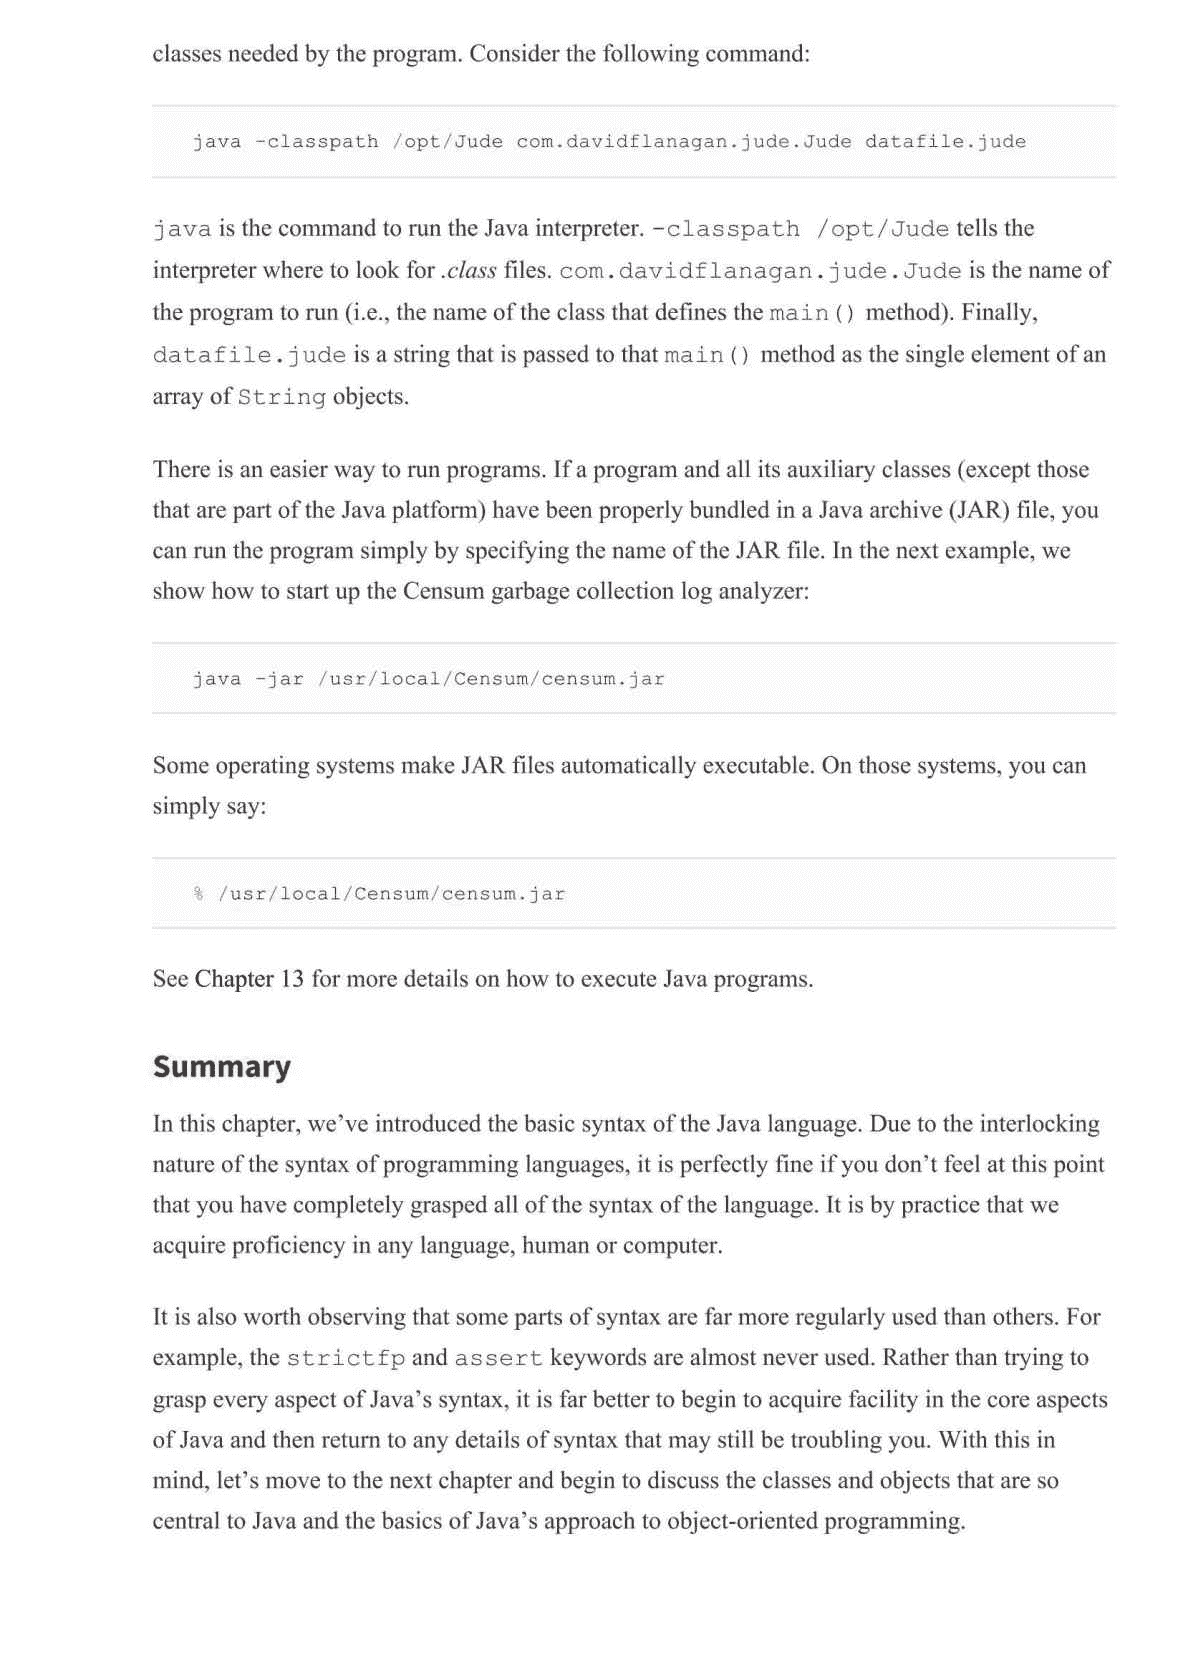 classes needed by the program. Consider the following command:
java -classpath /opt/Jude com.davidflanagan.jude.Jude datafile.jude
java is the command to run the Java interpreter. -classpath /opt/Jude tells the
interpreter where to look for .class files. com.davidflanagan.jude.Jude is the name of
the program to run (i.e., the name of the class that defines the main() method). Finally,
datafile.jude is a string that is passed to that main() method as the single element of an
array of String objects.
There is an easier way to run programs. If a program and all its auxiliary classes (except those
that are part of the Java platform) have been properly bundled in a Java archive (JAR) file, you
can run the program simply by specifying the name of the JAR file. In the next example, we
show how to start up the Censum garbage collection log analyzer:
java -jar /usr/local/Censum/censum.jar
Some operating systems make JAR files automatically executable. On those systems, you can
simply say:
% /usr/local/Censum/censum.jar
See Chapter 13 for more details on how to execute Java programs.
Summary
In this chapter, we’ve introduced the basic syntax of the Java language. Due to the interlocking
nature of the syntax of programming languages, it is perfectly fine if you don’t feel at this point
that you have completely grasped all of the syntax of the language. It is by practice that we
acquire proficiency in any language, human or computer.
It is also worth observing that some parts of syntax are far more regularly used than others. For
example, the strictfp and assert keywords are almost never used. Rather than trying to
grasp every aspect of Java’s syntax, it is far better to begin to acquire facility in the core aspects
of Java and then return to any details of syntax that may still be troubling you. With this in
mind, let’s move to the next chapter and begin to discuss the classes and objects that are so
central to Java and the basics of Java’s approach to object-oriented programming.